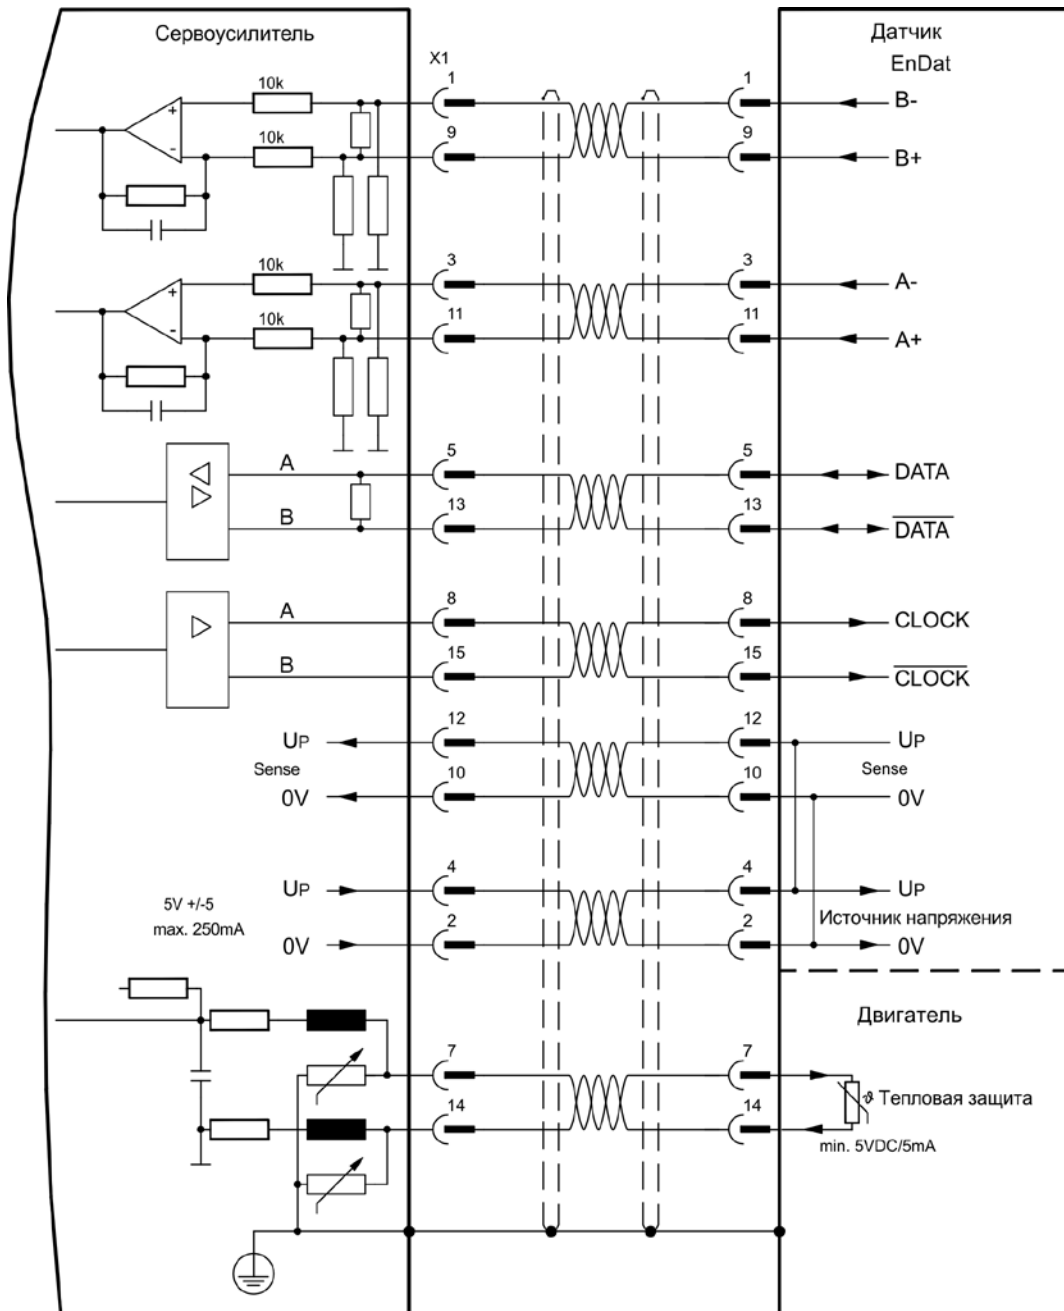 Сервоусилитель
Датчик
EnDat
X1
10k
1
1
B-
10k
9
9
B+
+
-
10k
3
3
A-
10k
11
11
A+
+
-
A
5
5
DATA
B
13
13
DATA
A
8
8
CLOCK
B
15
15
CLOCK
UP
12
12
UP
Sense
Sense
0V
10
10
0V
UP
4
4
UP
5V +/-5
max. 250mA
Источник напряжения
0V
2
2
0V
Двигатель
7
7
ϑ Тепловая защита
14
14
min. 5VDC/5mA